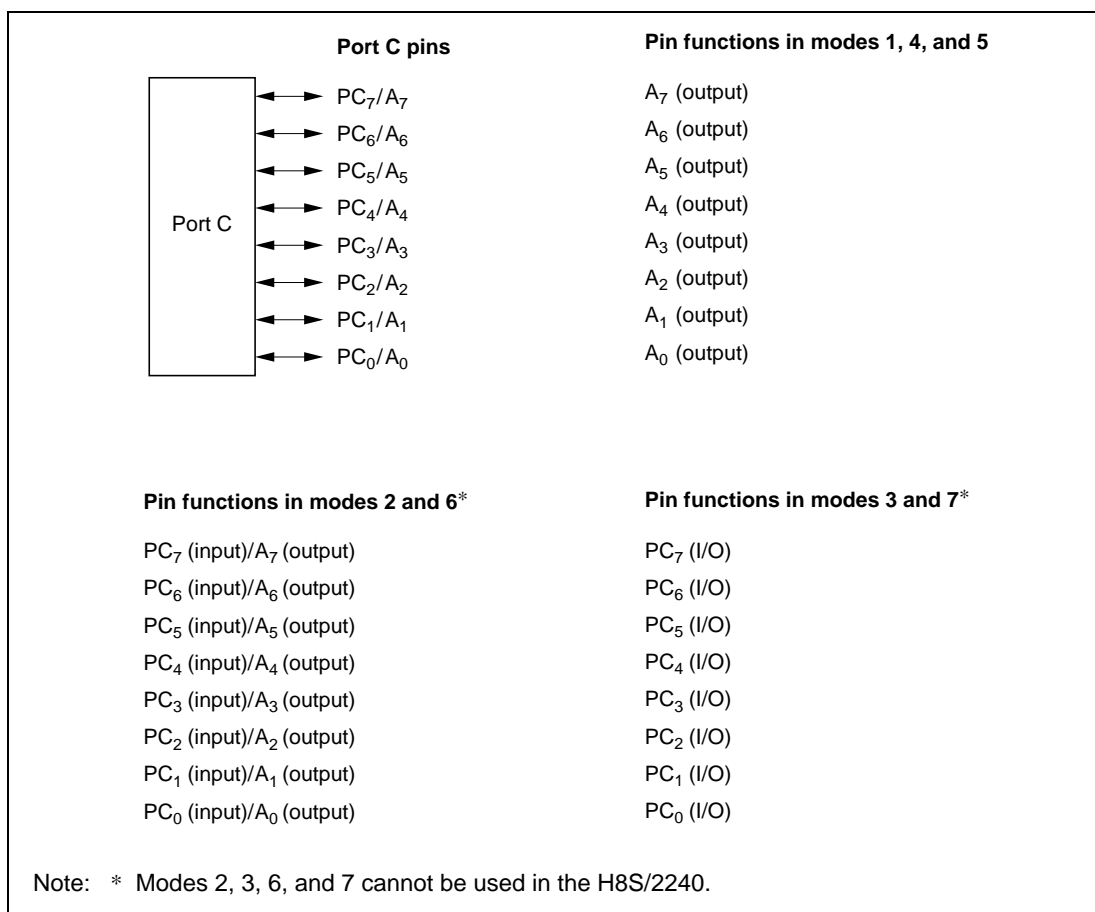 Port C pins
Pin functions in modes 1, 4, and 5
Port C
PC7/A7
A7 (output)
PC6/A6
A6 (output)
PC5/A5
A5 (output)
PC4/A4
A4 (output)
PC3/A3
A3 (output)
PC2/A2
A2 (output)
PC1/A1
A1 (output)
PC0/A0
A0 (output)
Pin functions in modes 2 and 6*
PC7 (input)/A7 (output)
PC6 (input)/A6 (output)
PC5 (input)/A5 (output)
PC4 (input)/A4 (output)
PC3 (input)/A3 (output)
PC2 (input)/A2 (output)
PC1 (input)/A1 (output)
PC0 (input)/A0 (output)
Pin functions in modes 3 and 7*
PC7 (I/O)
PC6 (I/O)
PC5 (I/O)
PC4 (I/O)
PC3 (I/O)
PC2 (I/O)
PC1 (I/O)
PC0 (I/O)
Note: * Modes 2, 3, 6, and 7 cannot be used in the H8S/2240.